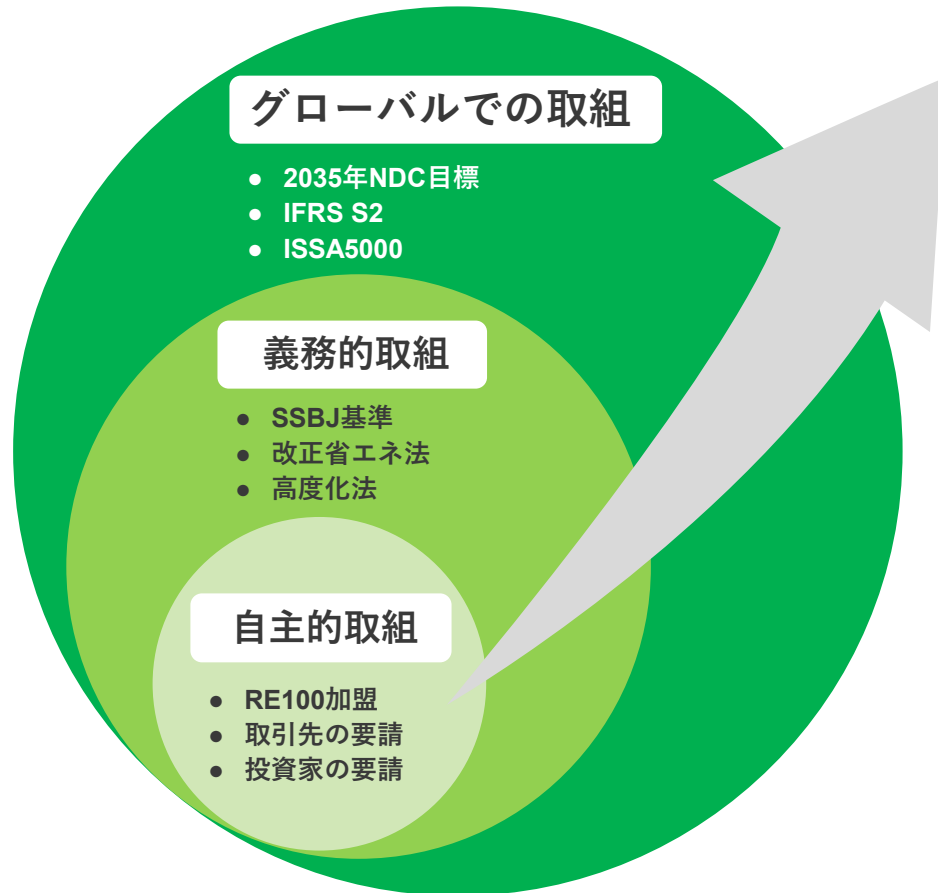 グローバルでの取組
● 2035年NDC目標
● IFRS S2
● ISSA5000
義務的取組
● SSBJ基準
● 改正省エネ法
● 高度化法
自主的取組
● RE100加盟
● 取引先の要請
● 投資家の要請